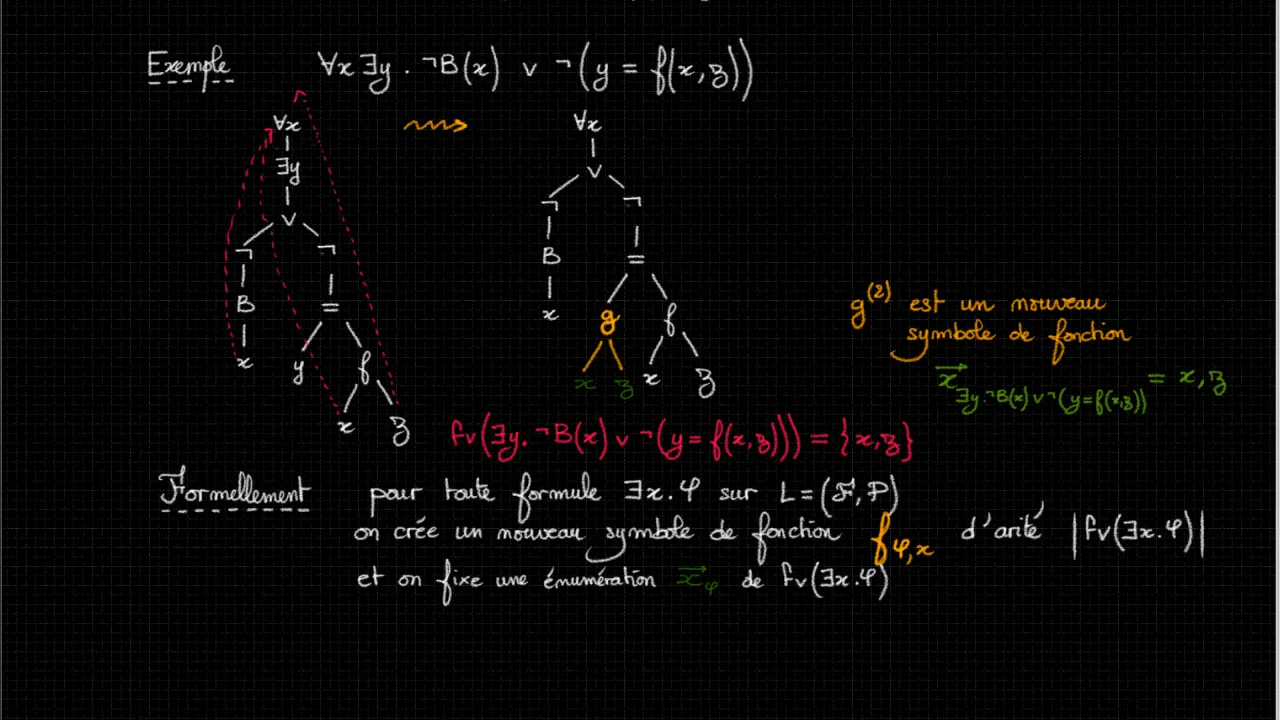 Exemple ∀x ∃y . ¬B(x) ∨ ¬(y = f(x,z))
∀x
∃y
∨
¬ ¬
B =
x y f
x z
∀x
∨
¬ ¬
B =
x g f
x z x z
g⁽²⁾ est un nouveau
symbole de fonction
x⃗ ∃y.¬B(x)∨¬(y=f(x,z)) = x, z
fv(∃y. ¬B(x) ∨ ¬(y = f(x,z))) = {x,z}
Formellement pour toute formule ∃x.φ sur L = (F, P)
on crée un nouveau symbole de fonction f φ,x d'arité |fv(∃x.φ)|
et on fixe une énumération x⃗ φ de fv(∃x.φ)